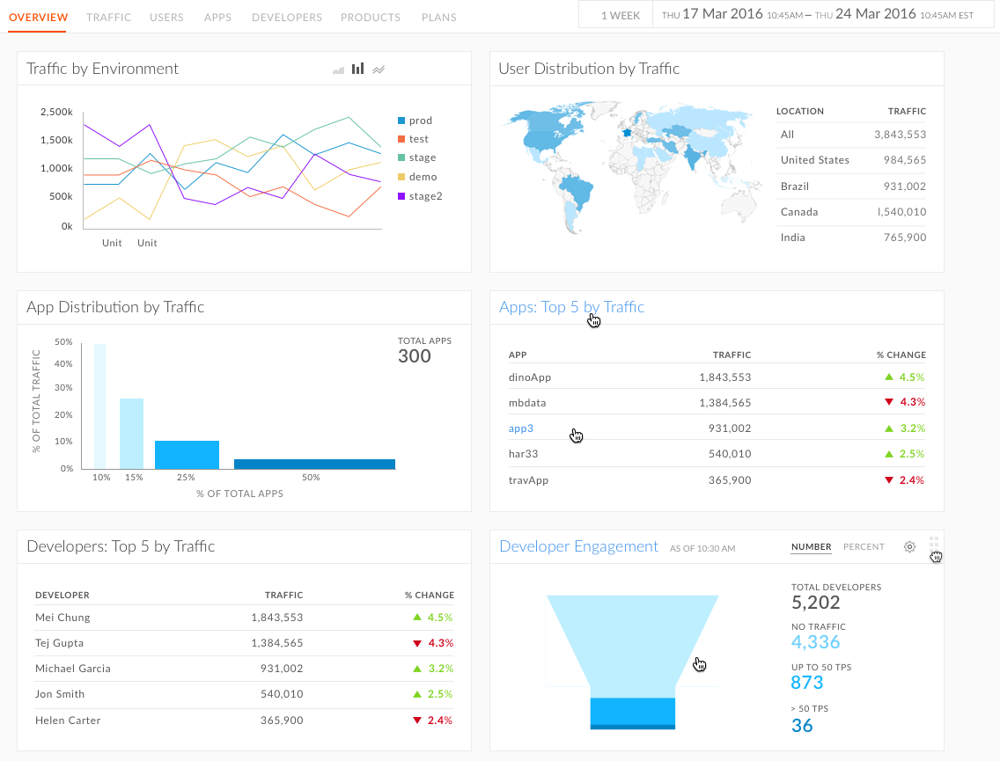 OVERVIEW TRAFFIC USERS APPS DEVELOPERS PRODUCTS PLANS 1 WEEK THU 17 Mar 2016 10:45AM – THU 24 Mar 2016 10:45AM EST
Traffic by Environment
2,500k
1,500k
1,000k
500k
0k
Unit Unit
prod
test
stage
demo
stage2
User Distribution by Traffic
LOCATION TRAFFIC
All 3,843,553
United States 984,565
Brazil 931,002
Canada 1,540,010
India 765,900
App Distribution by Traffic
TOTAL APPS
300
% OF TOTAL TRAFFIC
50%
40%
30%
20%
10%
0%
10% 15% 25% 50%
% OF TOTAL APPS
Apps: Top 5 by Traffic
APP TRAFFIC % CHANGE
dinoApp 1,843,553 4.5%
mbdata 1,384,565 4.3%
app3 931,002 3.2%
har33 540,010 2.5%
travApp 365,900 2.4%
Developers: Top 5 by Traffic
DEVELOPER TRAFFIC % CHANGE
Mei Chung 1,843,553 4.5%
Tej Gupta 1,384,565 4.3%
Michael Garcia 931,002 3.2%
Jon Smith 540,010 2.5%
Helen Carter 365,900 2.4%
Developer Engagement AS OF 10:30 AM NUMBER PERCENT
TOTAL DEVELOPERS
5,202
NO TRAFFIC
4,336
UP TO 50 TPS
873
> 50 TPS
36